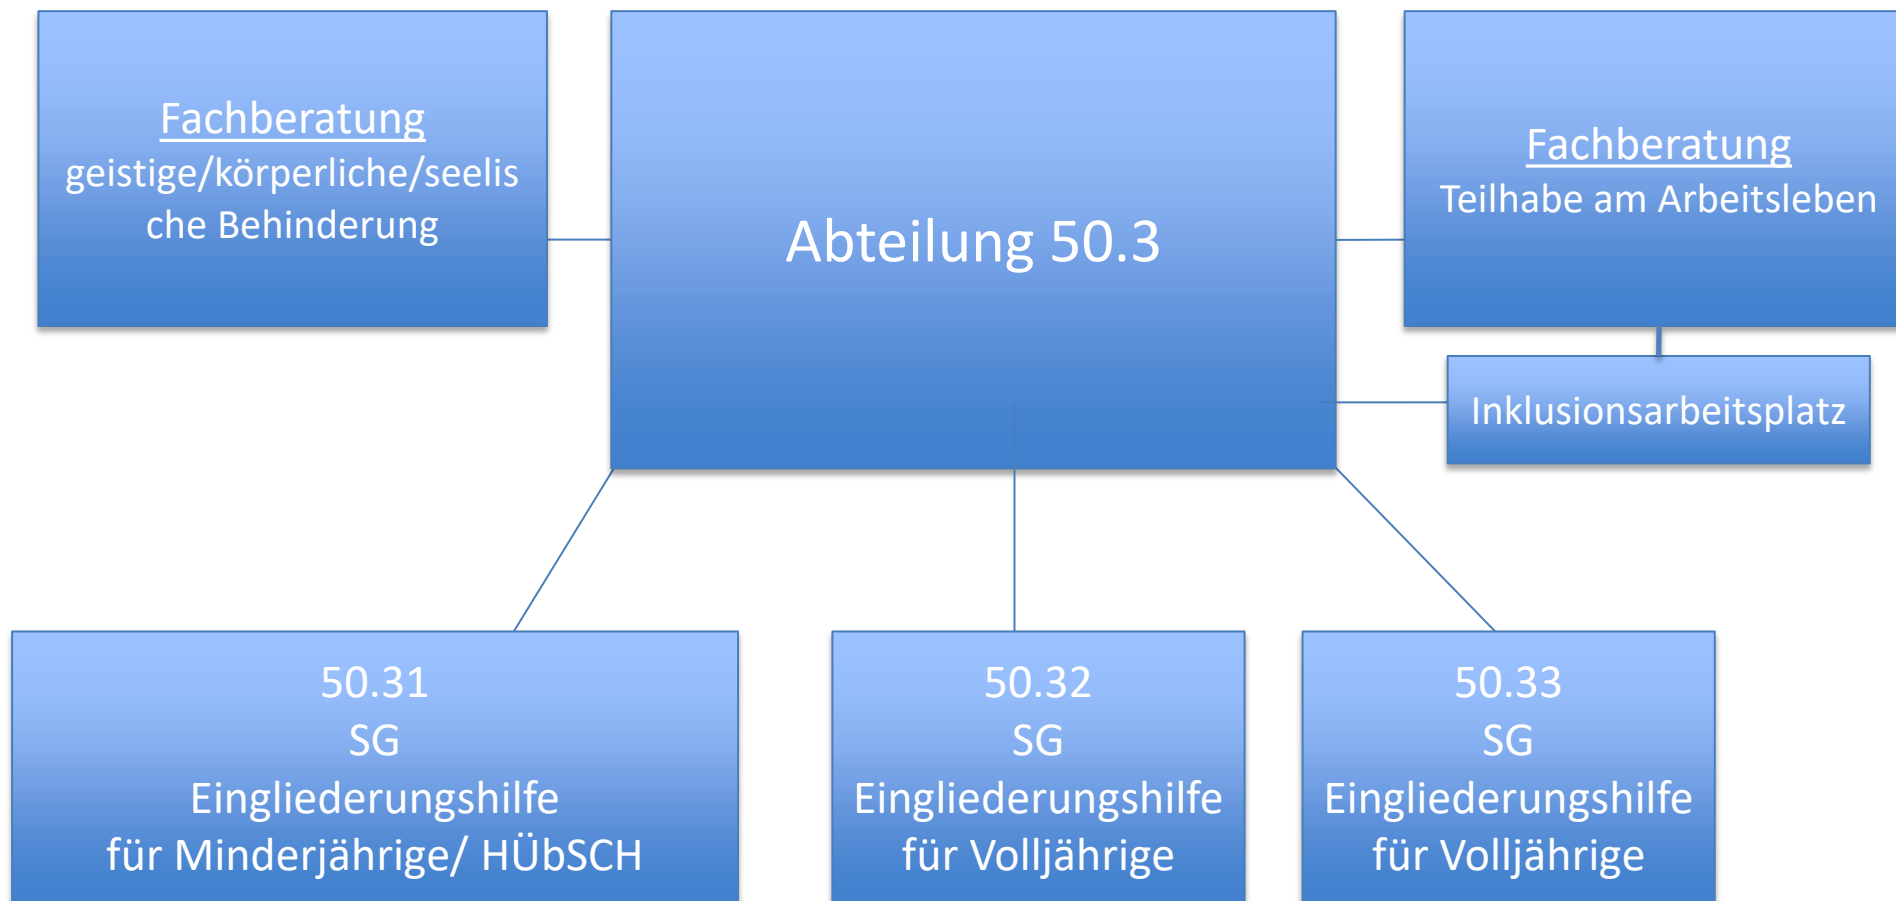 Fachberatung
geistige/körperliche/seelis
che Behinderung
Abteilung 50.3
Fachberatung
Teilhabe am Arbeitsleben
Inklusionsarbeitsplatz
50.31
SG
Eingliederungshilfe
für Minderjährige/ HÜbSCH
50.32
SG
Eingliederungshilfe
für Volljährige
50.33
SG
Eingliederungshilfe
für Volljährige